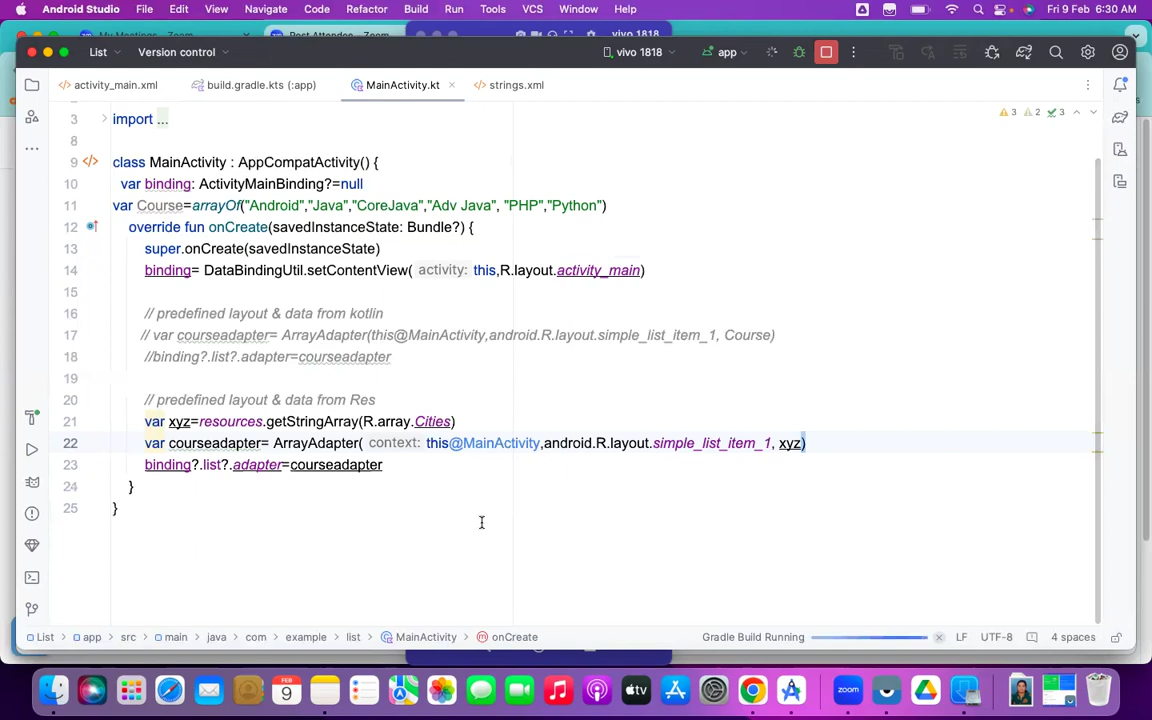 Android Studio File Edit View Navigate Code Refactor Build Run Tools VCS Window Help Fri 9 Feb 6:30 AM
List Version control vivo 1818 app
activity_main.xml build.gradle.kts (:app) MainActivity.kt strings.xml
3 import ... 3 2 3
8
9 class MainActivity : AppCompatActivity() {
10 var binding: ActivityMainBinding?=null
11 var Course=arrayOf("Android","Java","CoreJava","Adv Java", "PHP","Python")
12 override fun onCreate(savedInstanceState: Bundle?) {
13 super.onCreate(savedInstanceState)
14 binding= DataBindingUtil.setContentView( activity: this,R.layout.activity_main)
15
16 // predefined layout & data from kotlin
17 // var courseadapter= ArrayAdapter(this@MainActivity,android.R.layout.simple_list_item_1, Course)
18 //binding?.list?.adapter=courseadapter
19
20 // predefined layout & data from Res
21 var xyz=resources.getStringArray(R.array.Cities)
22 var courseadapter= ArrayAdapter( context: this@MainActivity,android.R.layout.simple_list_item_1, xyz)
23 binding?.list?.adapter=courseadapter
24 }
25 }
List > app > src > main > java > com > example > list > MainActivity > onCreate Gradle Build Running LF UTF-8 4 spaces
FEB
9 tv zoom